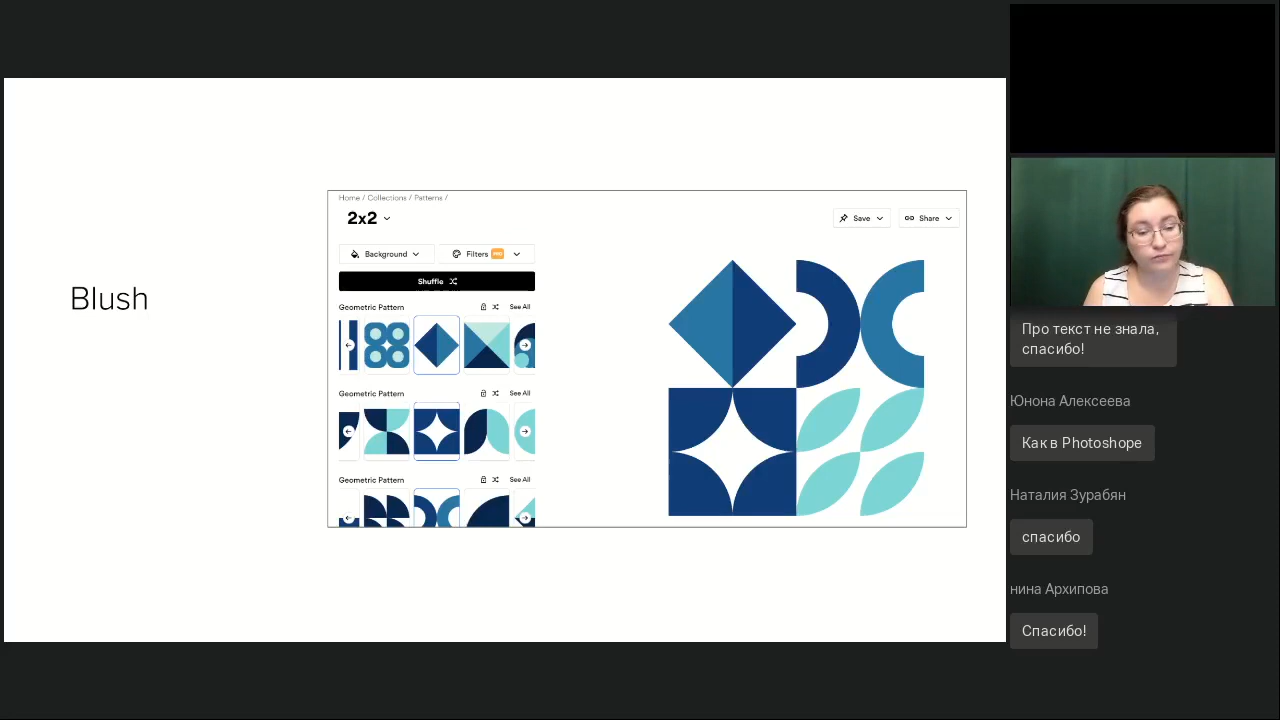 Blush
Home / Collections / Patterns /
2x2
Save
Share
Background
Filters PRO
Shuffle
Geometric Pattern
See All
Geometric Pattern
See All
Geometric Pattern
See All
Про текст не знала,
спасибо!
Юнона Алексеева
Как в Photoshope
Наталия Зурабян
спасибо
нина Архипова
Спасибо!